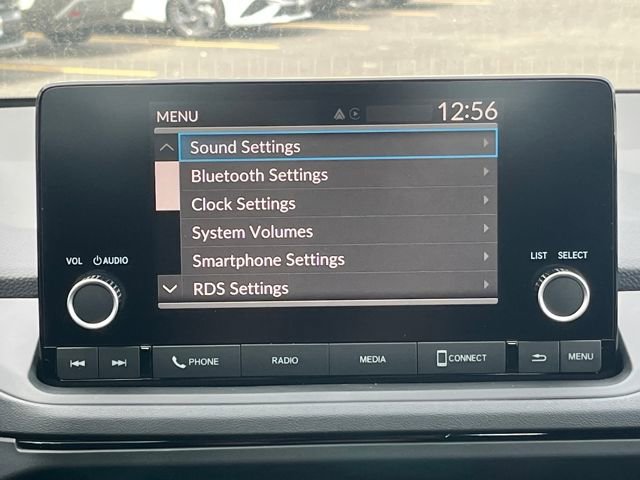 MENU 12:56
Sound Settings
Bluetooth Settings
Clock Settings
System Volumes
Smartphone Settings
RDS Settings
VOL AUDIO
LIST SELECT
PHONE RADIO MEDIA CONNECT MENU